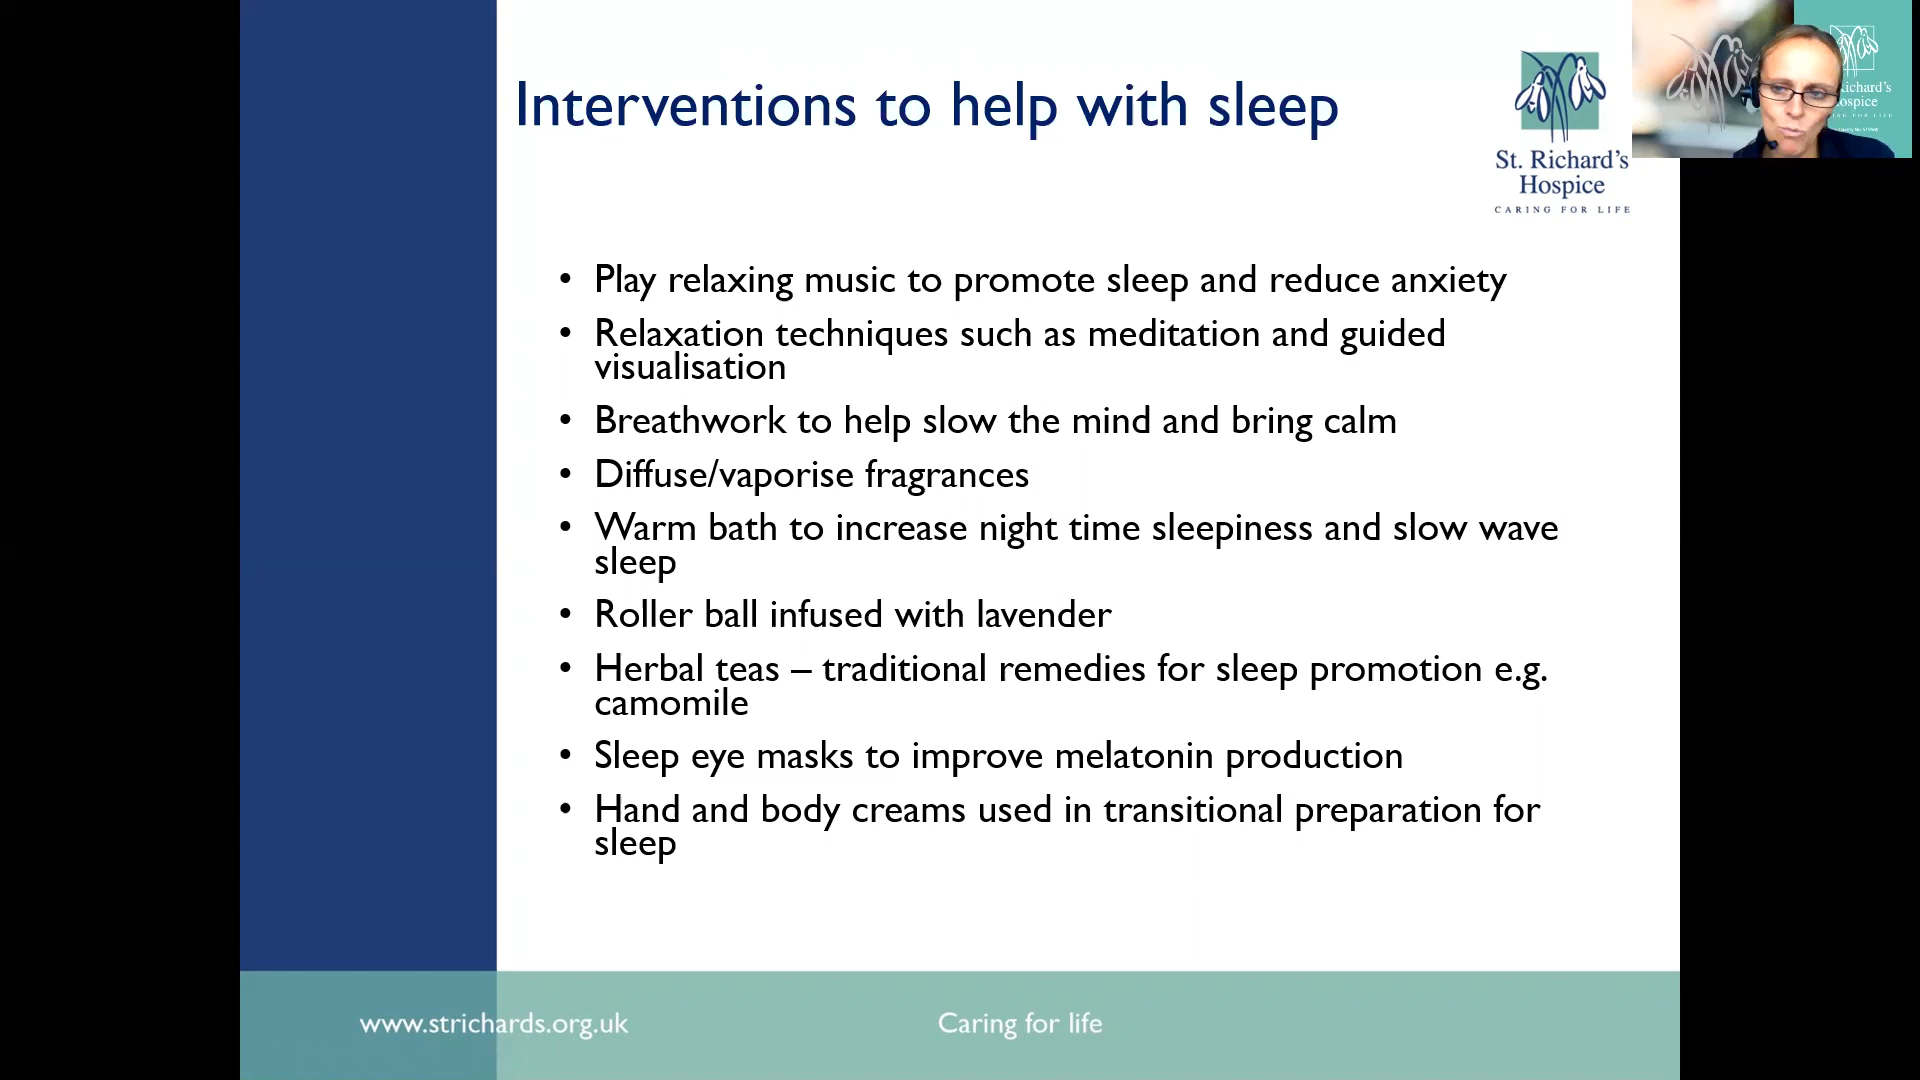 Interventions to help with sleep
St. Richard's
Hospice
CARING FOR LIFE
Richard's
ospice
• Play relaxing music to promote sleep and reduce anxiety
• Relaxation techniques such as meditation and guided
visualisation
• Breathwork to help slow the mind and bring calm
• Diffuse/vaporise fragrances
• Warm bath to increase night time sleepiness and slow wave
sleep
• Roller ball infused with lavender
• Herbal teas – traditional remedies for sleep promotion e.g.
camomile
• Sleep eye masks to improve melatonin production
• Hand and body creams used in transitional preparation for
sleep
www.strichards.org.uk
Caring for life